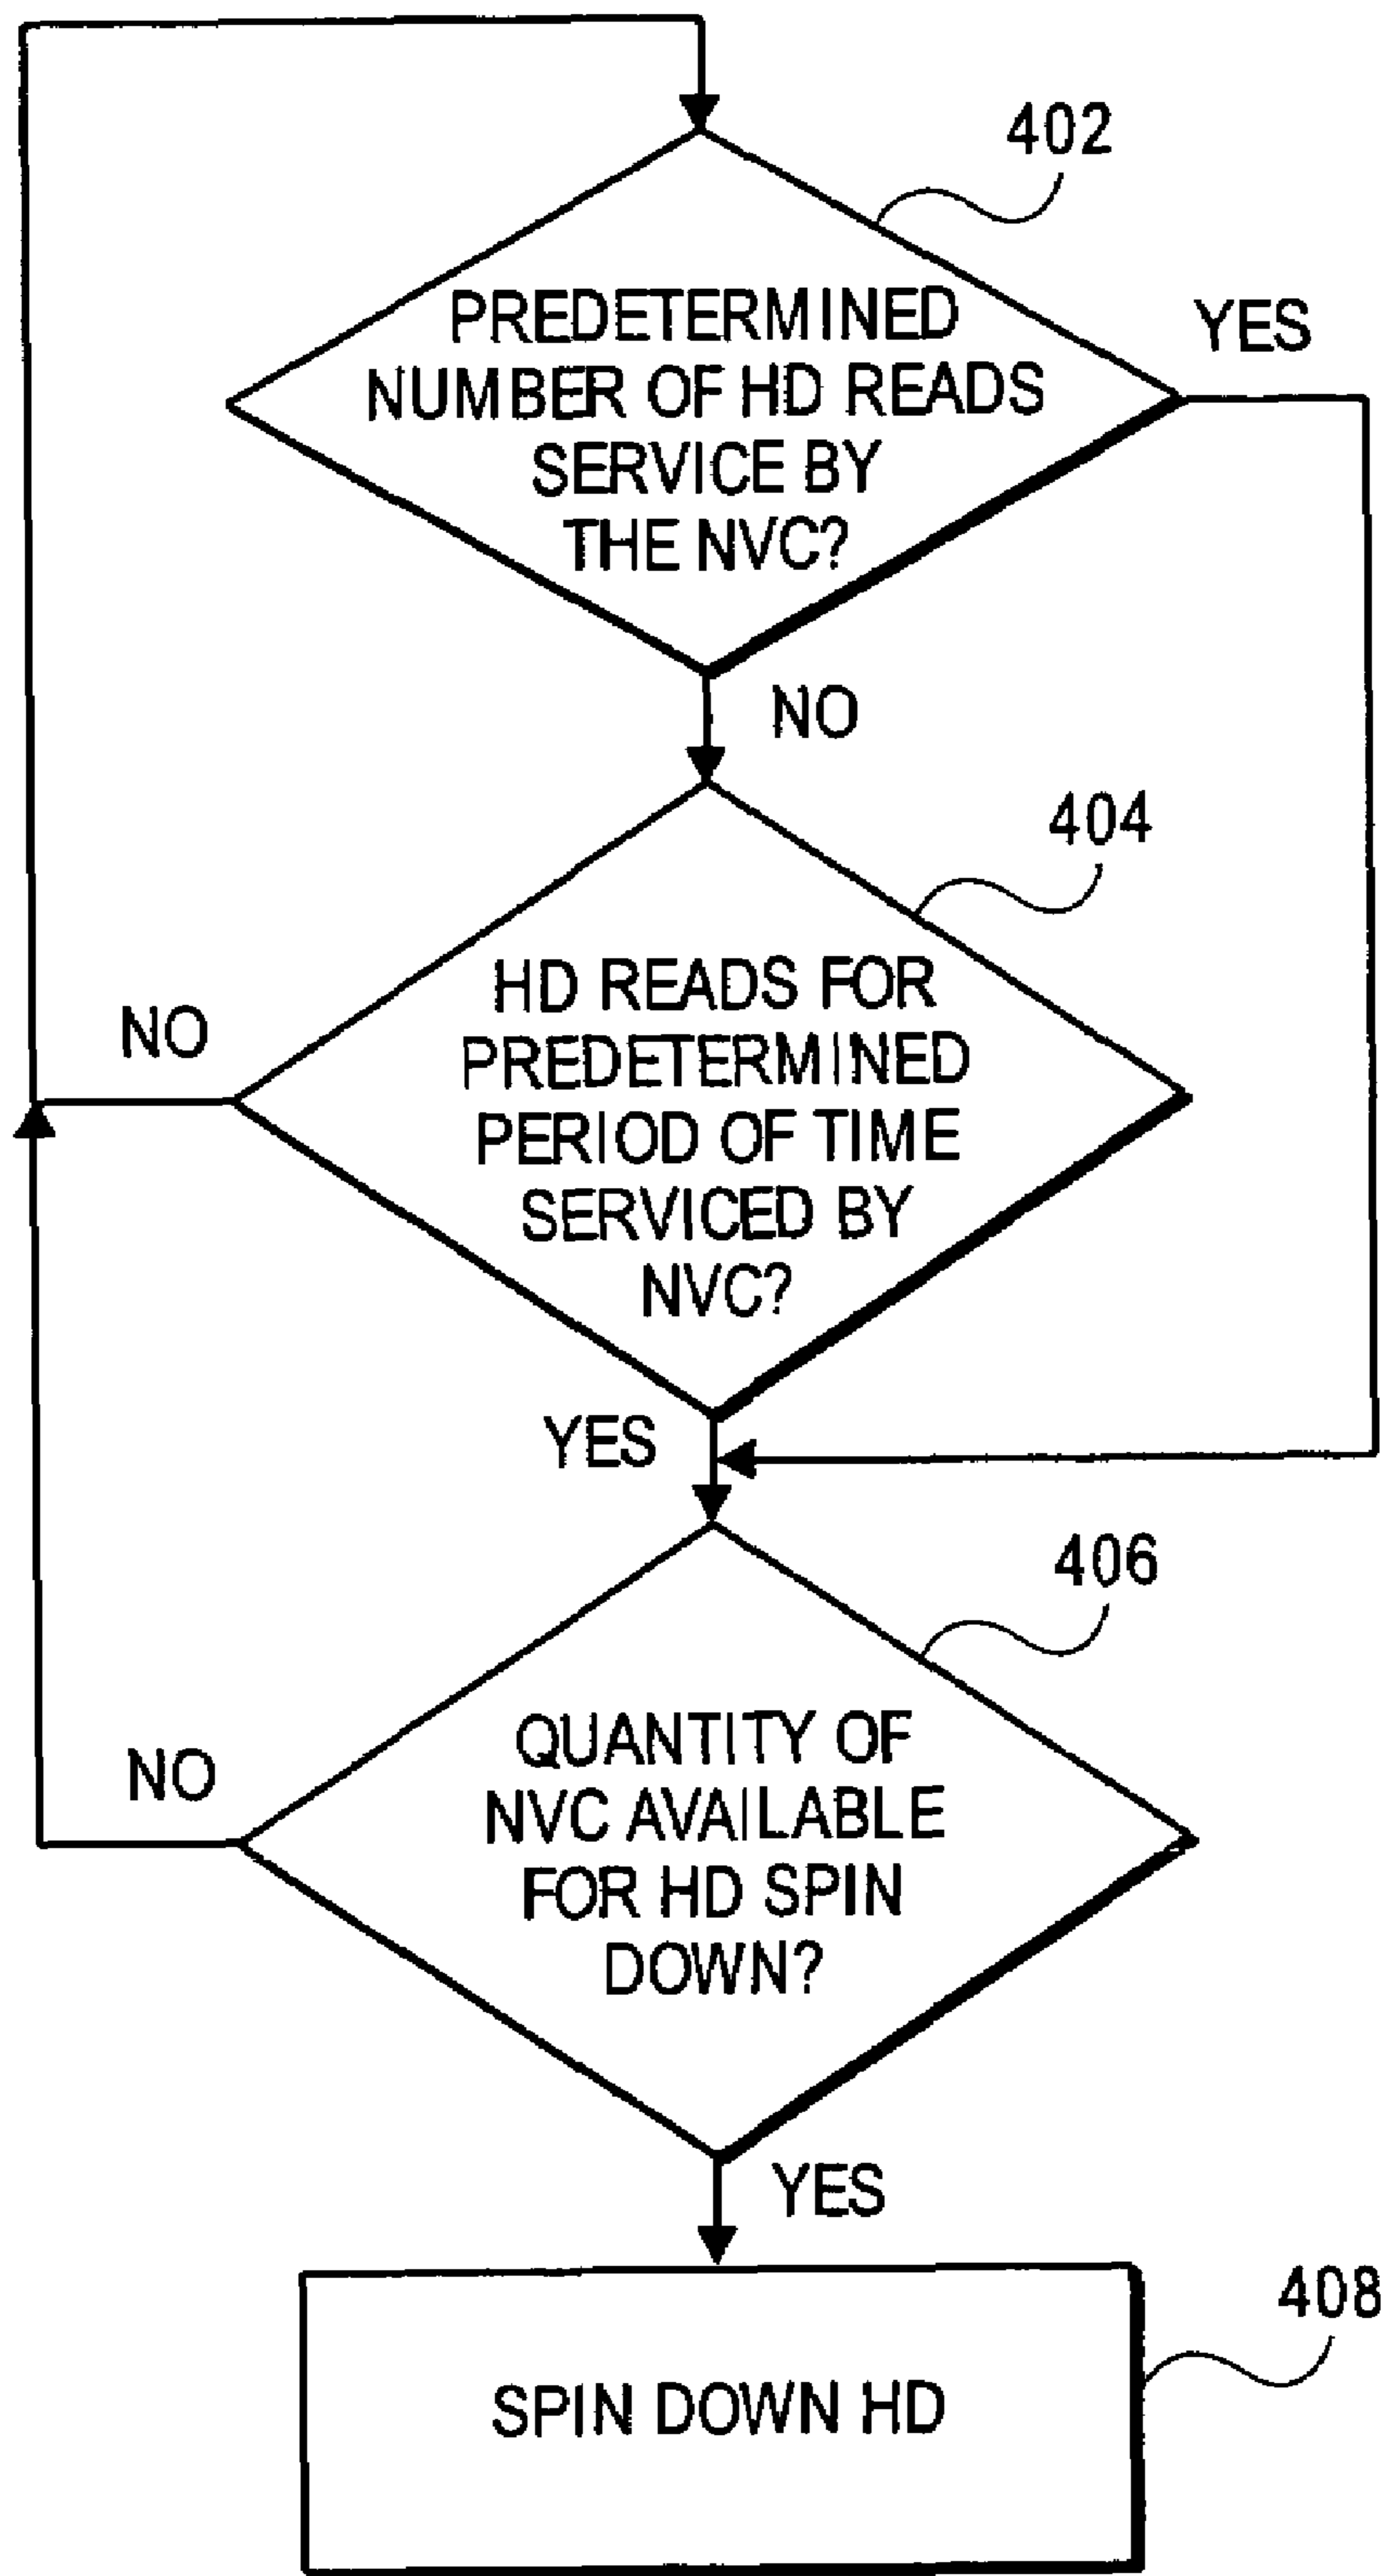 402
PREDETERMINED
NUMBER OF HD READS
SERVICE BY
THE NVC?
YES
NO
404
HD READS FOR
PREDETERMINED
PERIOD OF TIME
SERVICED BY
NVC?
NO
YES
406
QUANTITY OF
NVC AVAILABLE
FOR HD SPIN
DOWN?
NO
YES
408
SPIN DOWN HD